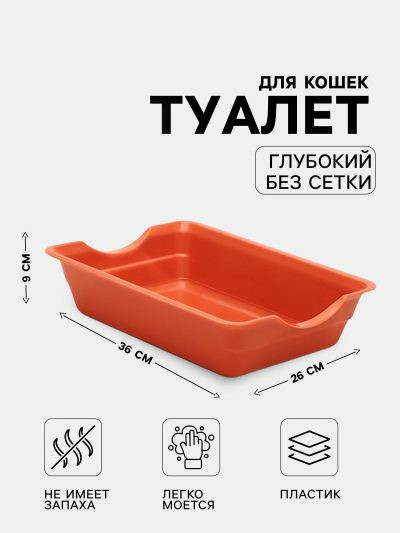 ДЛЯ КОШЕК
ТУАЛЕТ
ГЛУБОКИЙ
БЕЗ СЕТКИ
9 СМ
36 СМ
26 СМ
НЕ ИМЕЕТ
ЗАПАХА
ЛЕГКО
МОЕТСЯ
ПЛАСТИК